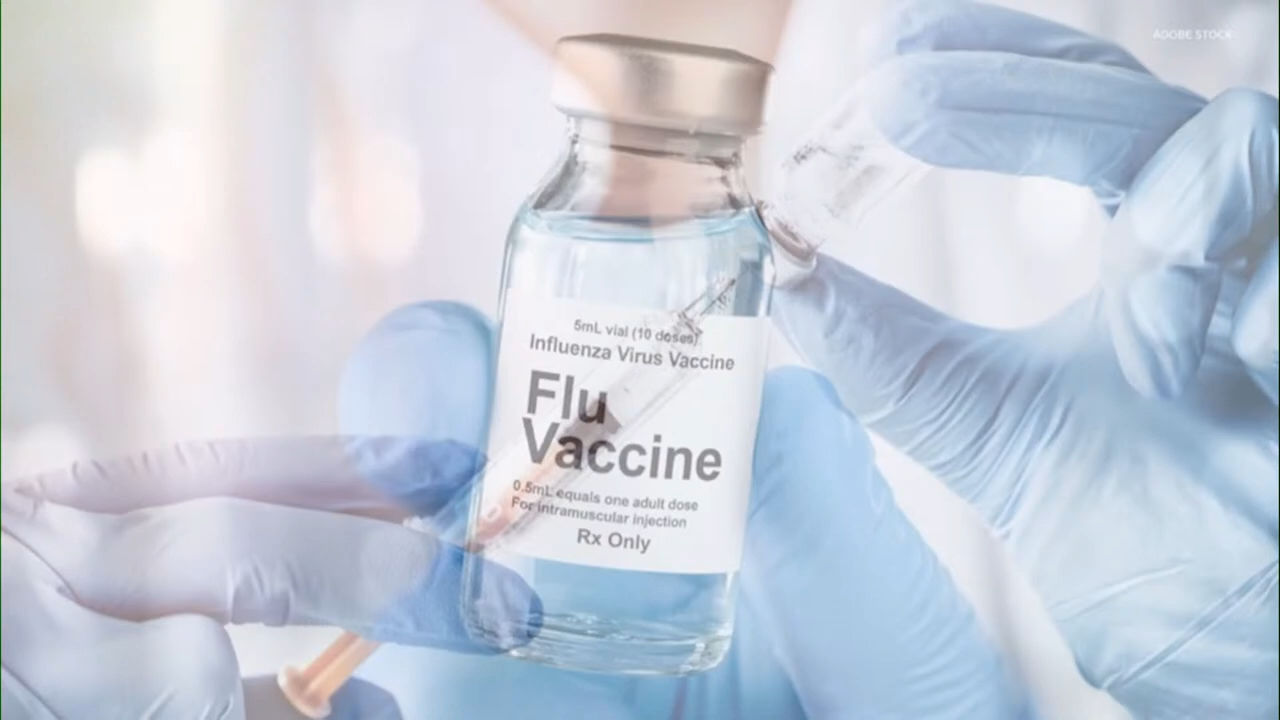 ADOBE STOCK
5mL vial (10 doses)
Influenza Virus Vaccine
Flu
Vaccine
0.5mL equals one adult dose
For intramuscular injection
Rx Only